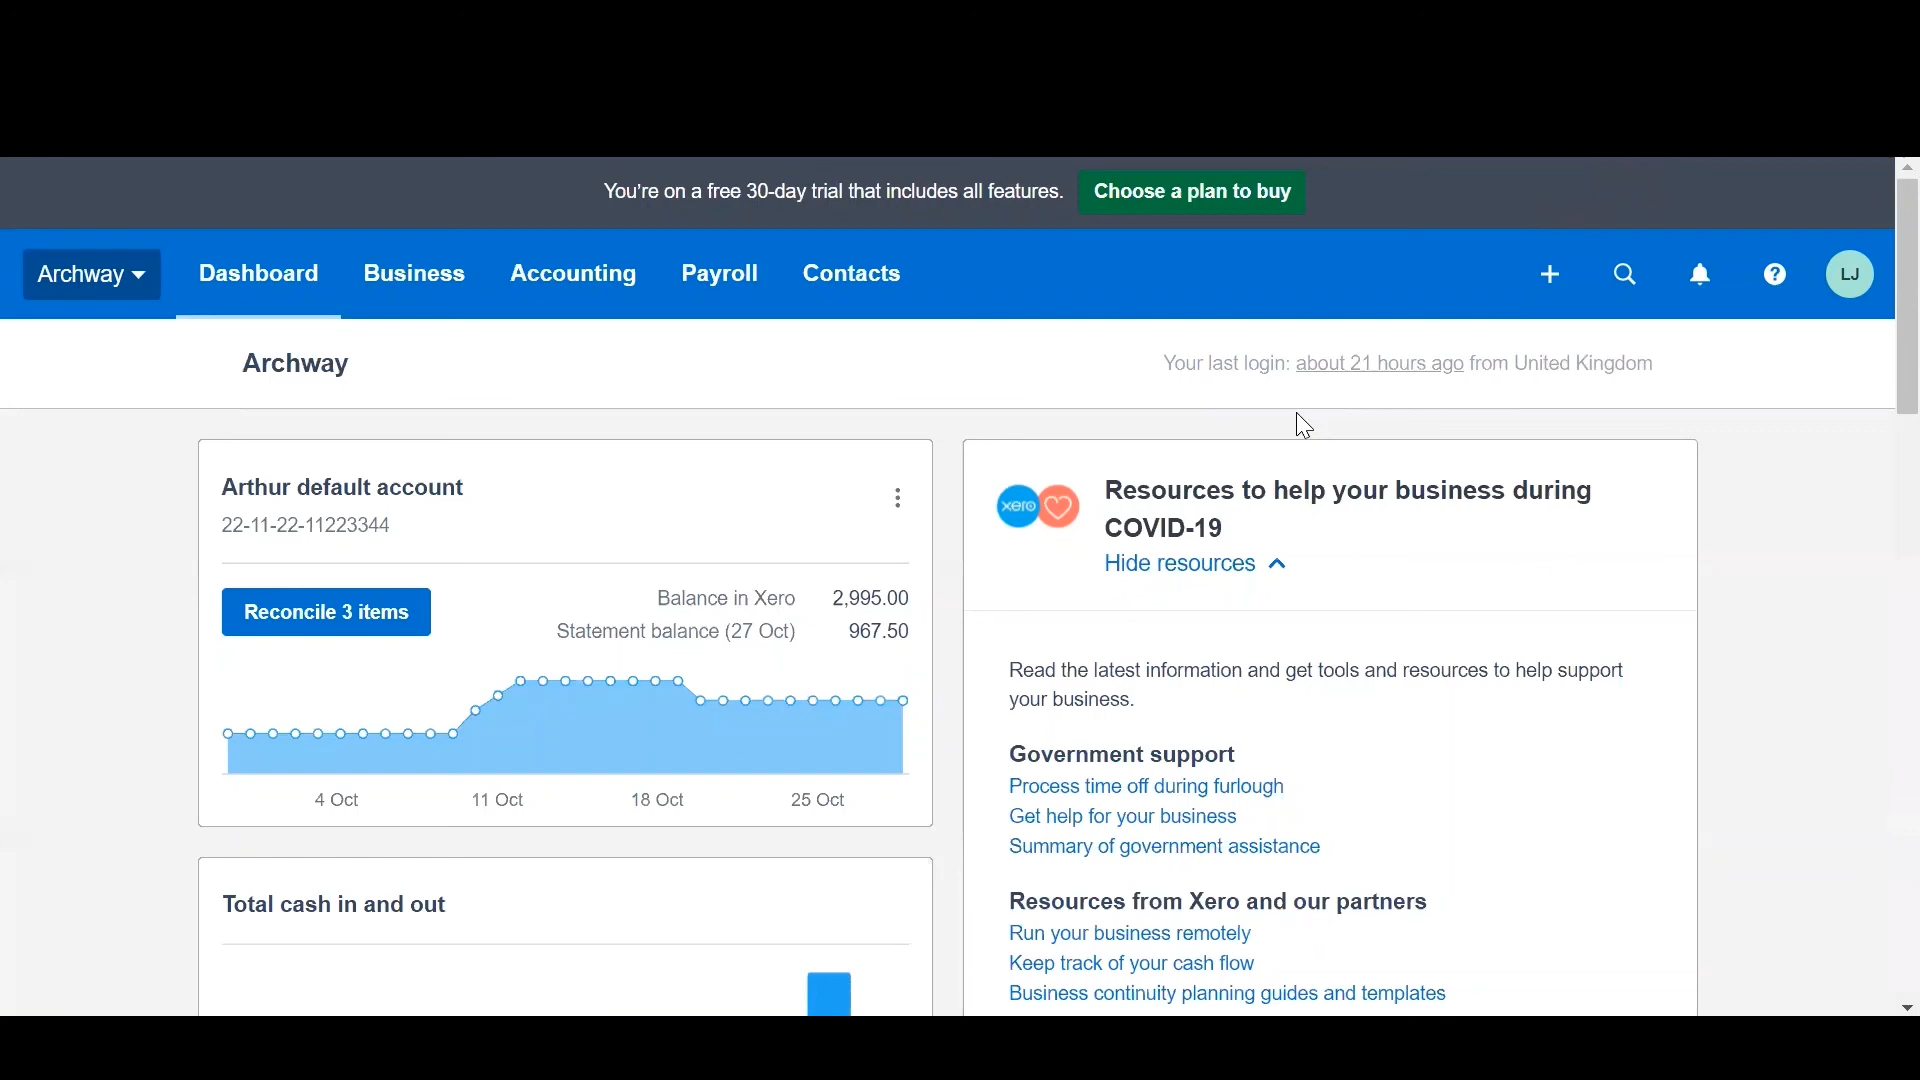 You're on a free 30-day trial that includes all features. Choose a plan to buy
Archway Dashboard Business Accounting Payroll Contacts LJ
Archway
Your last login: about 21 hours ago from United Kingdom
Arthur default account
22-11-22-11223344
Reconcile 3 items
Balance in Xero 2,995.00
Statement balance (27 Oct) 967.50
4 Oct 11 Oct 18 Oct 25 Oct
Total cash in and out
xero
Resources to help your business during
COVID-19
Hide resources
Read the latest information and get tools and resources to help support
your business.
Government support
Process time off during furlough
Get help for your business
Summary of government assistance
Resources from Xero and our partners
Run your business remotely
Keep track of your cash flow
Business continuity planning guides and templates